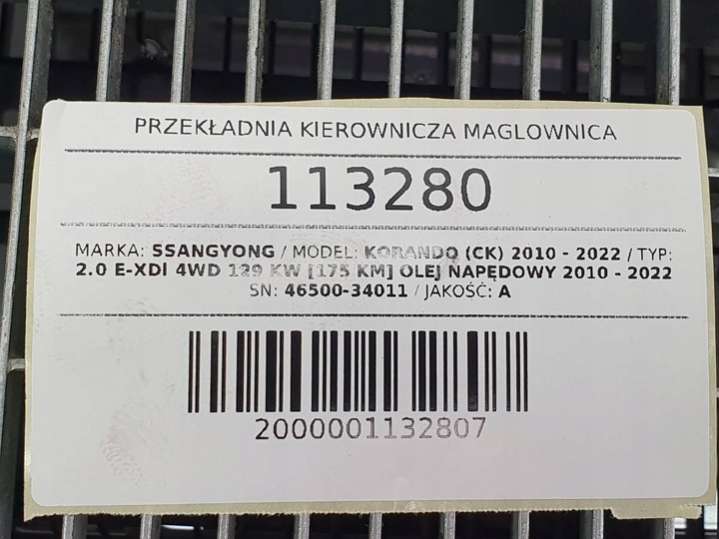 PRZEKŁADNIA KIEROWNICZA MAGLOWNICA
113280
MARKA: SSANGYONG / MODEL: KORANDO (CK) 2010 - 2022 / TYP:
2.0 E-XDI 4WD 129 KW [175 KM] OLEJ NAPĘDOWY 2010 - 2022
SN: 46500-34011 / JAKOŚĆ: A
2000001132807